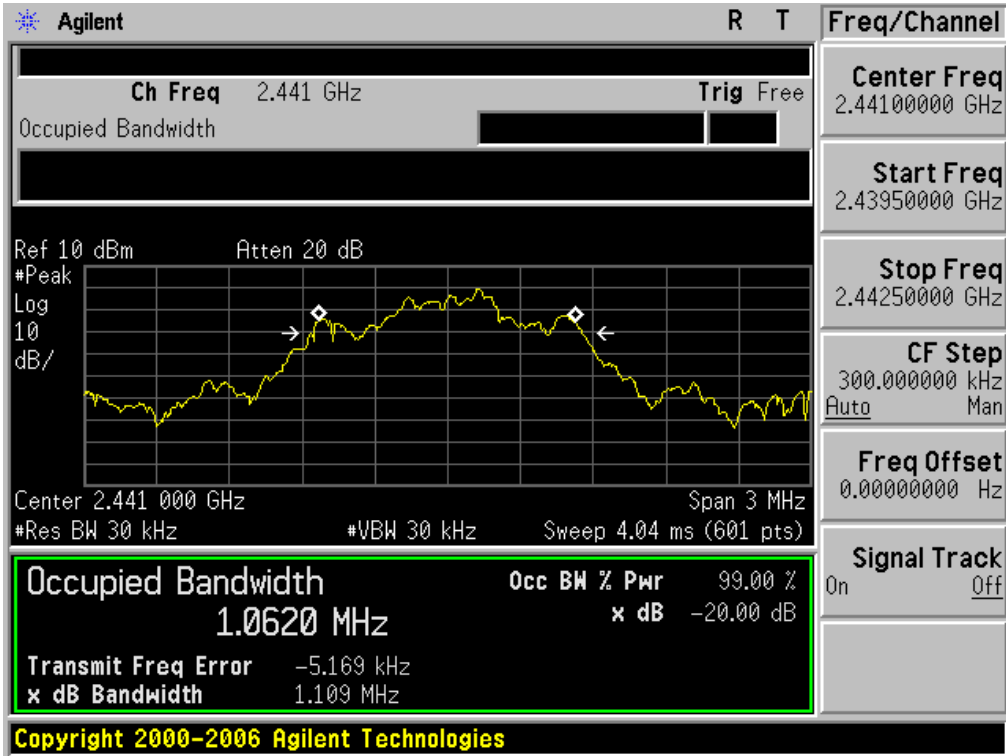 Agilent R T
Freq/Channel
Ch Freq 2.441 GHz Trig Free
Occupied Bandwidth
Center Freq
2.44100000 GHz
Start Freq
2.43950000 GHz
Stop Freq
2.44250000 GHz
CF Step
300.000000 kHz
Auto Man
Freq Offset
0.00000000 Hz
Signal Track
On Off
Ref 10 dBm Atten 20 dB
#Peak
Log
10
dB/
Center 2.441 000 GHz Span 3 MHz
#Res BW 30 kHz #VBW 30 kHz Sweep 4.04 ms (601 pts)
Occupied Bandwidth Occ BW % Pwr 99.00 %
1.0620 MHz x dB -20.00 dB
Transmit Freq Error -5.169 kHz
x dB Bandwidth 1.109 MHz
Copyright 2000-2006 Agilent Technologies